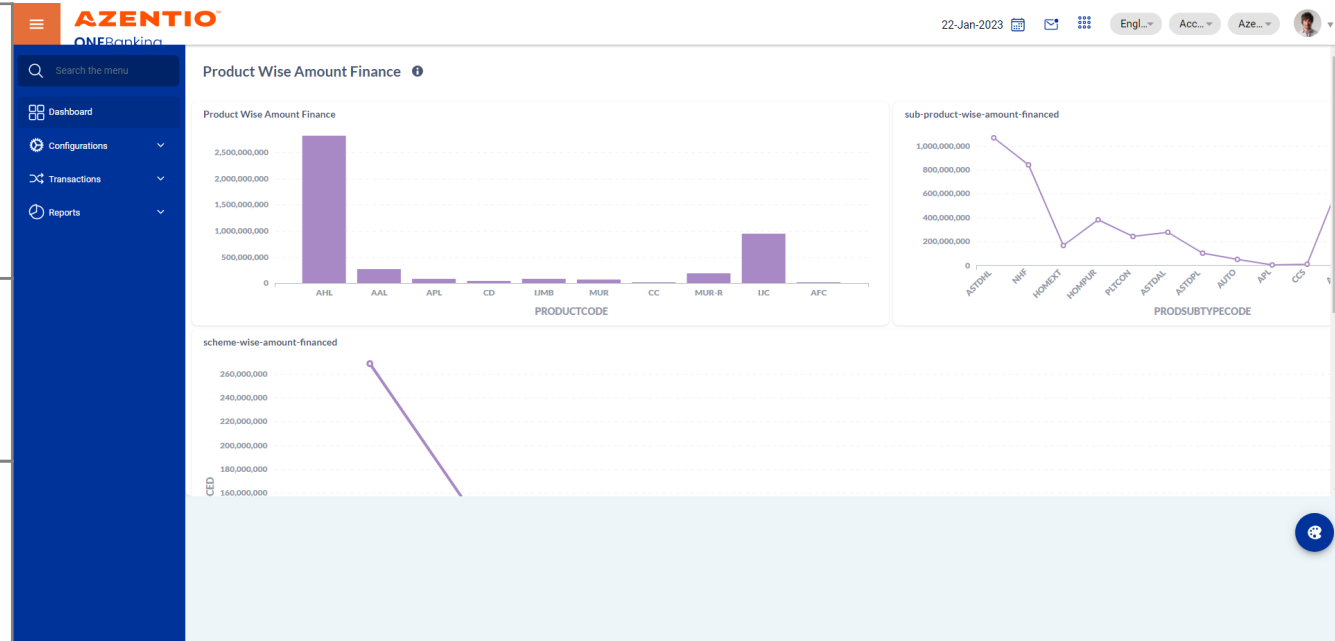 AZENTIO™
ONEBanking
22-Jan-2023
Engl...
Acc...
Aze...
Search the menu
Dashboard
Configurations
Transactions
Reports
Product Wise Amount Finance
Product Wise Amount Finance
2,500,000,000
2,000,000,000
1,500,000,000
1,000,000,000
500,000,000
0
AHL AAL APL CD IJMB MUR CC MUR-R IJC AFC
PRODUCTCODE
sub-product-wise-amount-financed
1,000,000,000
800,000,000
600,000,000
400,000,000
200,000,000
0
ASTDHL NHF HOMEXT HOMPUR PLTCON ASTDAL ASTDPL AUTO APL CCS
PRODSUBTYPECODE
scheme-wise-amount-financed
260,000,000
240,000,000
220,000,000
200,000,000
180,000,000
160,000,000
CED